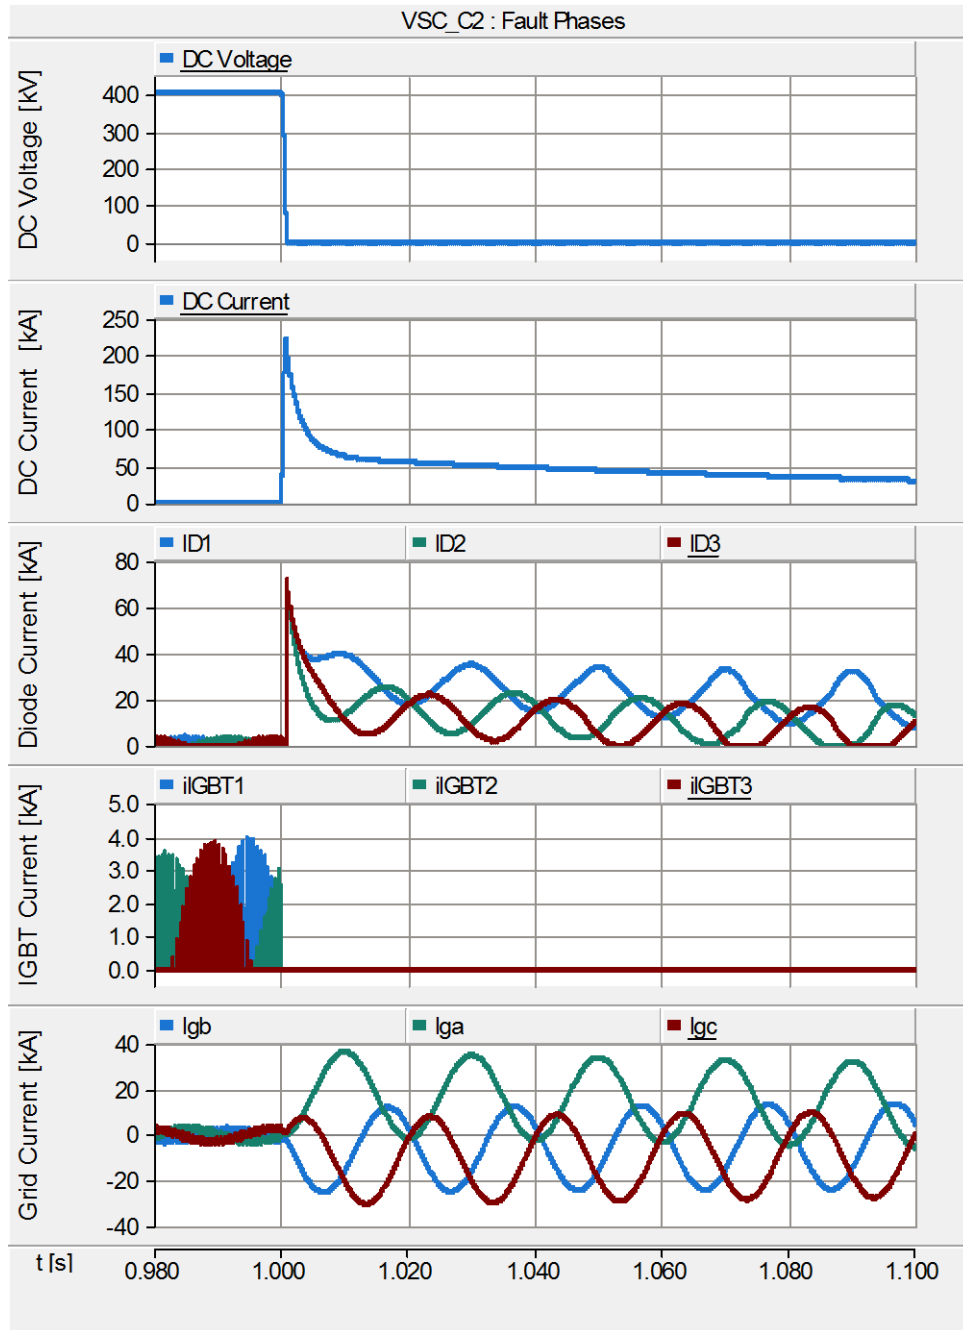 VSC_C2 : Fault Phases
DC Voltage
DC Voltage [kV]
400
300
200
100
0
DC Current
DC Current [kA]
250
200
150
100
50
0
ID1 ID2 ID3
Diode Current [kA]
80
60
40
20
0
iIGBT1 iIGBT2 iIGBT3
IGBT Current [kA]
5.0
4.0
3.0
2.0
1.0
0.0
Igb Iga Igc
Grid Current [kA]
40
20
0
-20
-40
t [s] 0.980 1.000 1.020 1.040 1.060 1.080 1.100